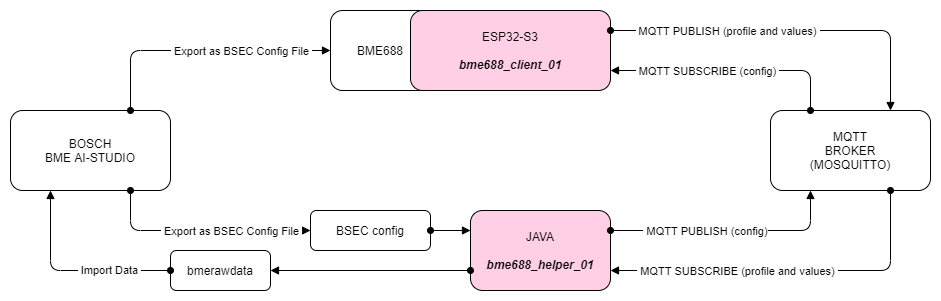 ESP32-S3
bme688_client_01
BME688
Export as BSEC Config File
MQTT PUBLISH (profile and values)
MQTT SUBSCRIBE (config)
BOSCH
BME AI-STUDIO
MQTT
BROKER
(MOSQUITTO)
Export as BSEC Config File
BSEC config
JAVA
bme688_helper_01
MQTT PUBLISH (config)
Import Data
bmerawdata
MQTT SUBSCRIBE (profile and values)